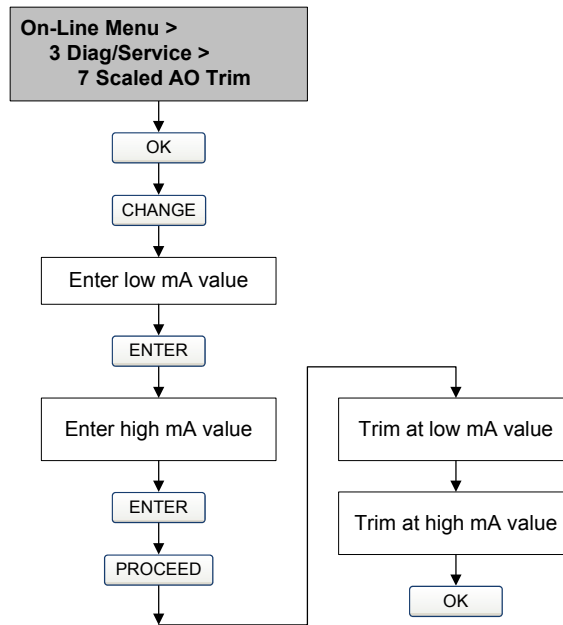 On-Line Menu >
3 Diag/Service >
7 Scaled AO Trim
OK
CHANGE
Enter low mA value
ENTER
Enter high mA value
ENTER
PROCEED
Trim at low mA value
Trim at high mA value
OK